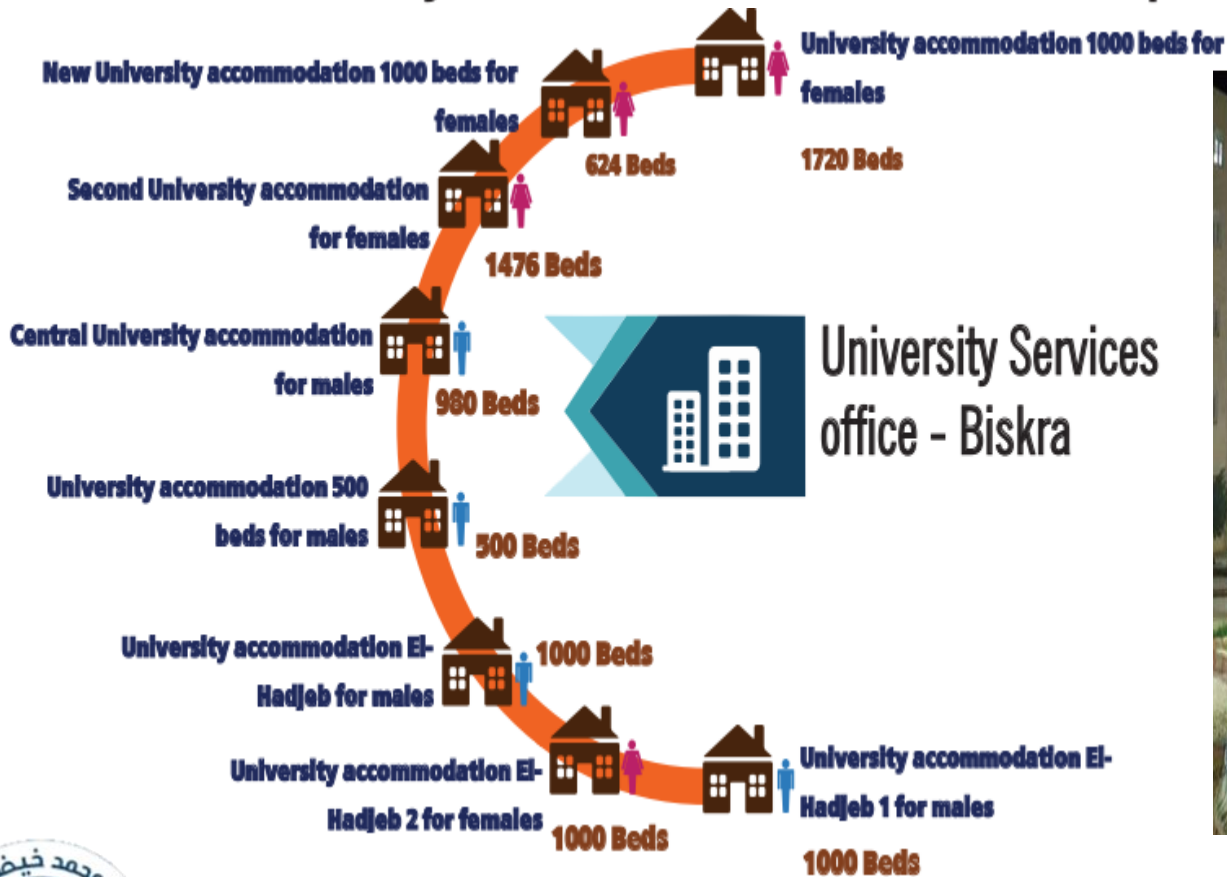 University accommodation 1000 beds for
females
1720 Beds
New University accommodation 1000 beds for
females
624 Beds
Second University accommodation
for females
1476 Beds
Central University accommodation
for males
980 Beds
University Services
office - Biskra
University accommodation 500
beds for males
500 Beds
University accommodation El-
Hadjeb for males
1000 Beds
University accommodation El-
Hadjeb 2 for females
1000 Beds
University accommodation El-
Hadjeb 1 for males
1000 Beds